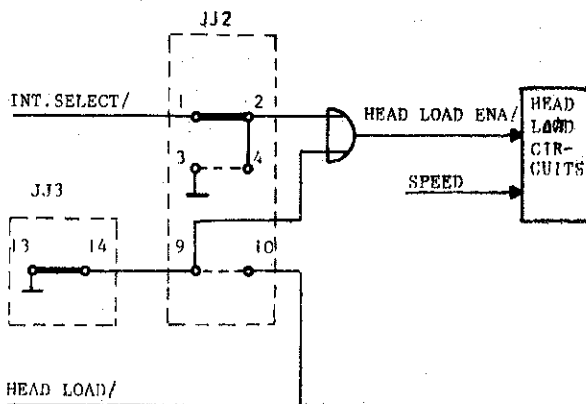 JJ2
INT.SELECT/
1 2
HEAD LOAD ENA/
HEAD
LOAD
CIR-
CUITS
3 4
SPEED
JJ3
13 14
9 10
HEAD LOAD/